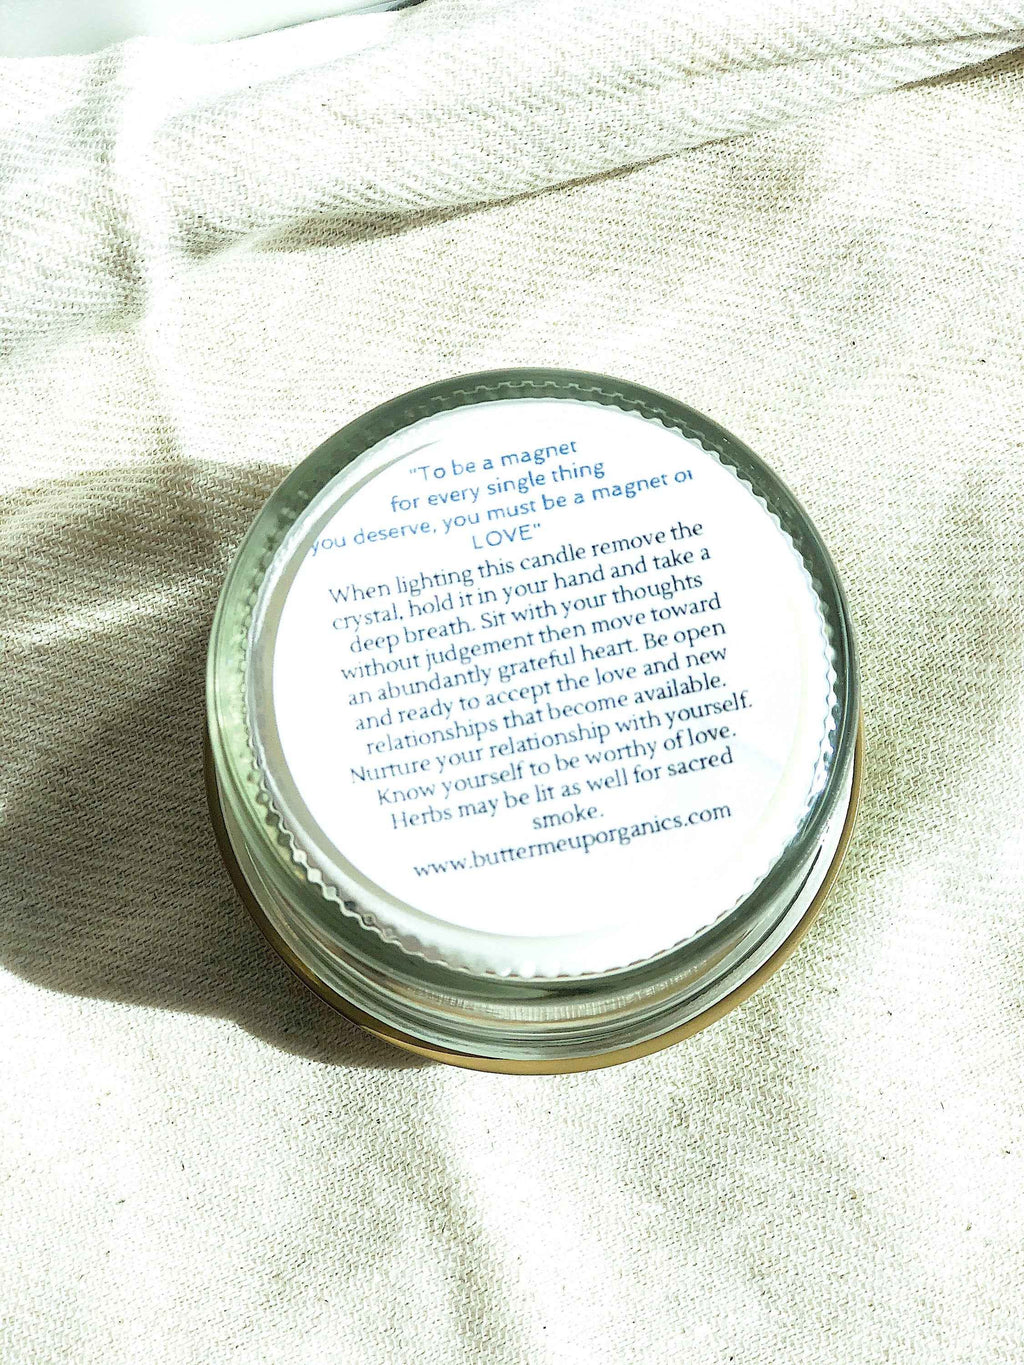 "To be a magnet
for every single thing
you deserve, you must be a magnet of
LOVE"
When lighting this candle remove the
crystal, hold it in your hand and take a
deep breath. Sit with your thoughts
without judgement then move toward
an abundantly grateful heart. Be open
and ready to accept the love and new
relationships that become available.
Nurture your relationship with yourself.
Know yourself to be worthy of love.
Herbs may be lit as well for sacred
smoke.
www.buttermeuporganics.com